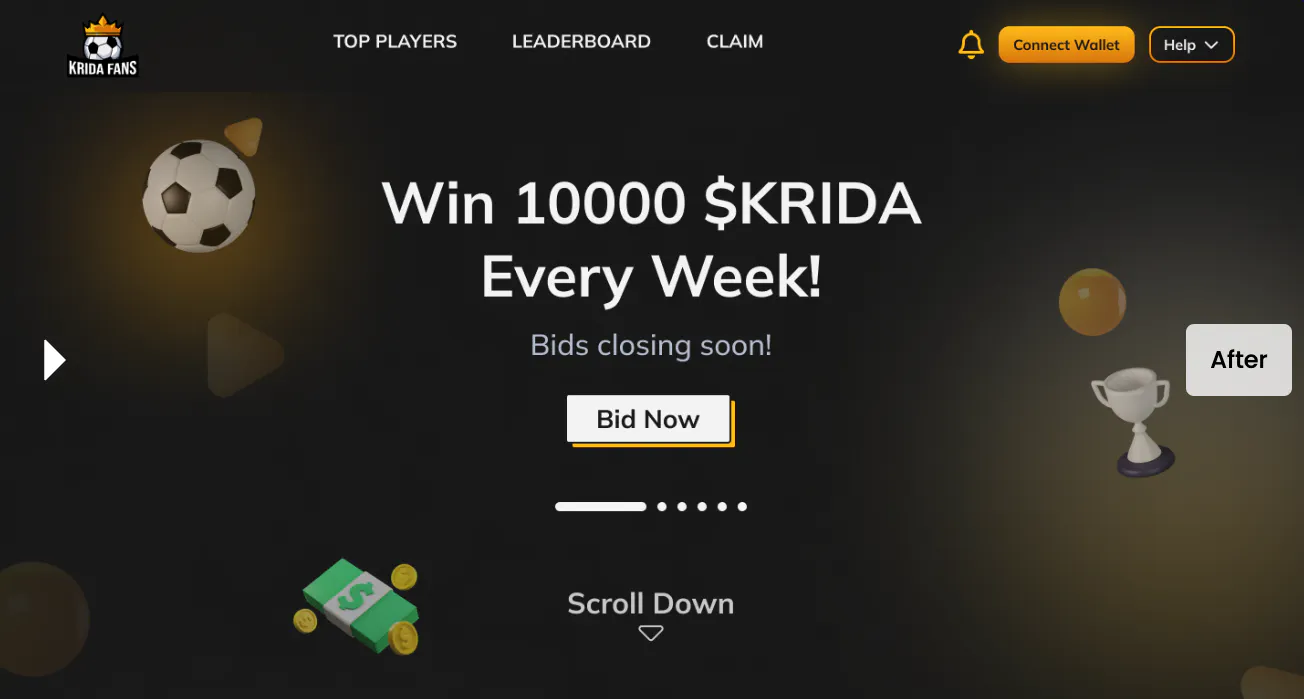 KRIDA FANS
TOP PLAYERS
LEADERBOARD
CLAIM
Connect Wallet
Help
Win 10000 $KRIDA
Every Week!
Bids closing soon!
After
Bid Now
$
Scroll Down